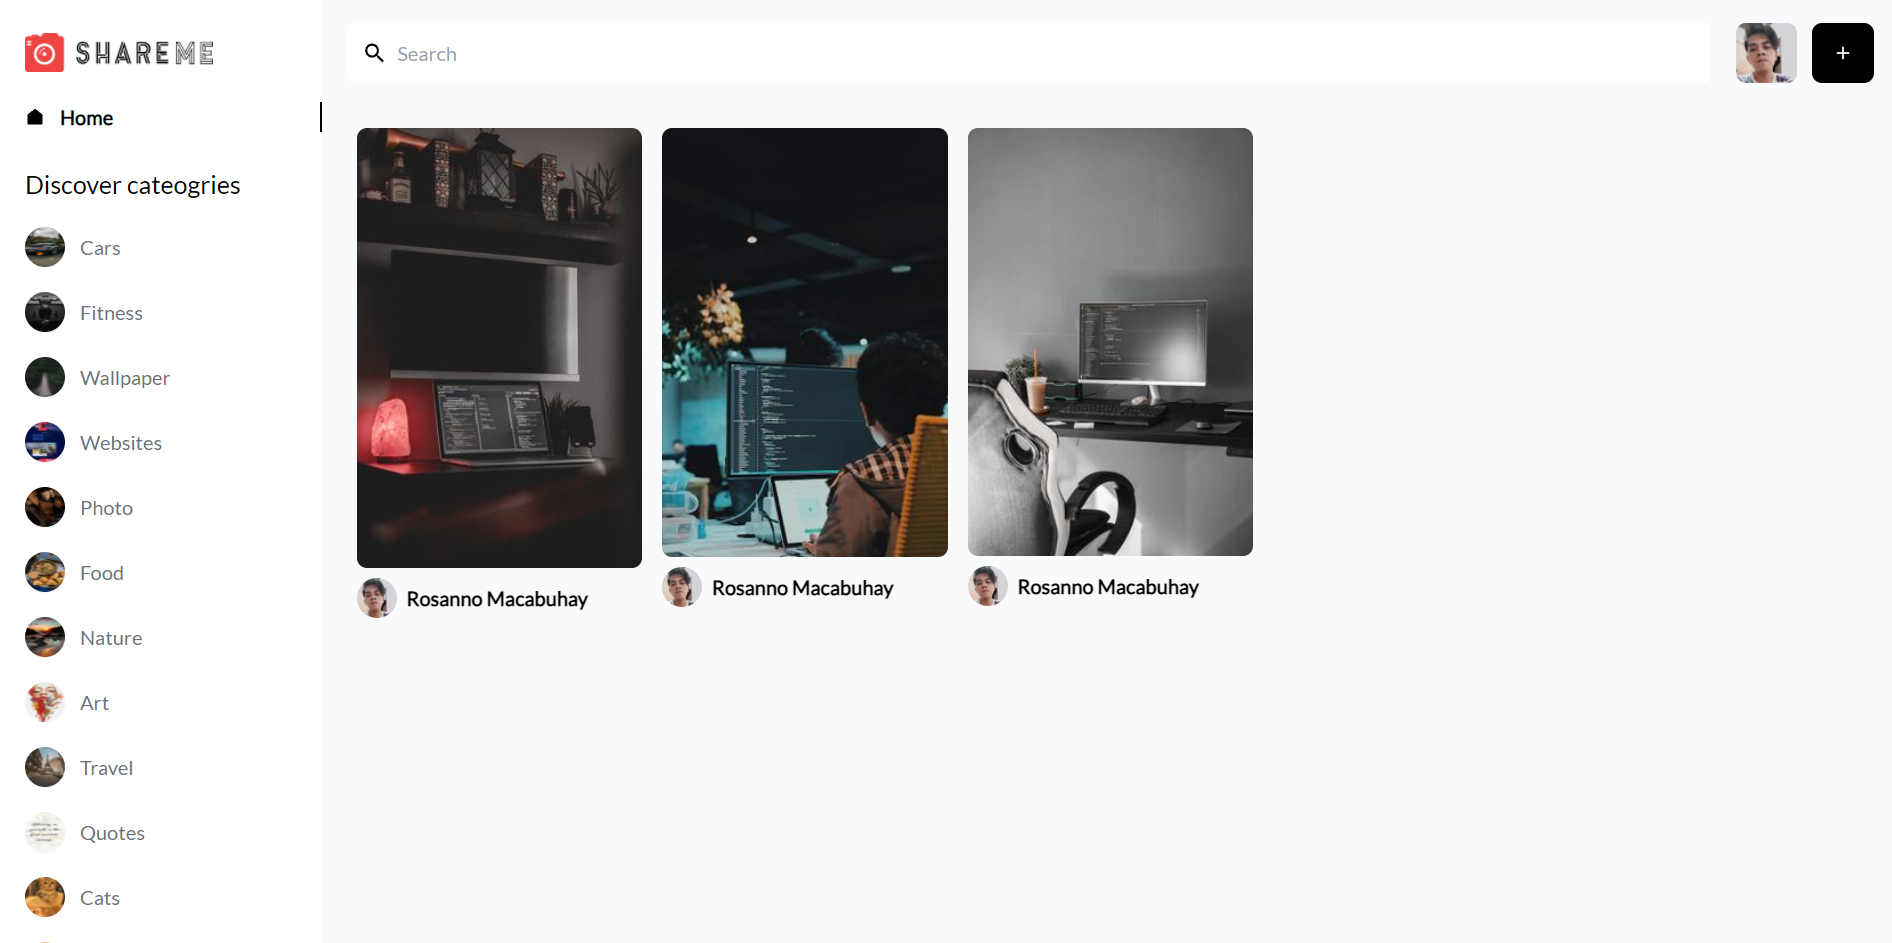 SHAREME
Search
+
Home
Discover cateogries
Cars
Fitness
Wallpaper
Websites
Photo
Food
Nature
Art
Travel
Quotes
Cats
Rosanno Macabuhay
Rosanno Macabuhay
Rosanno Macabuhay